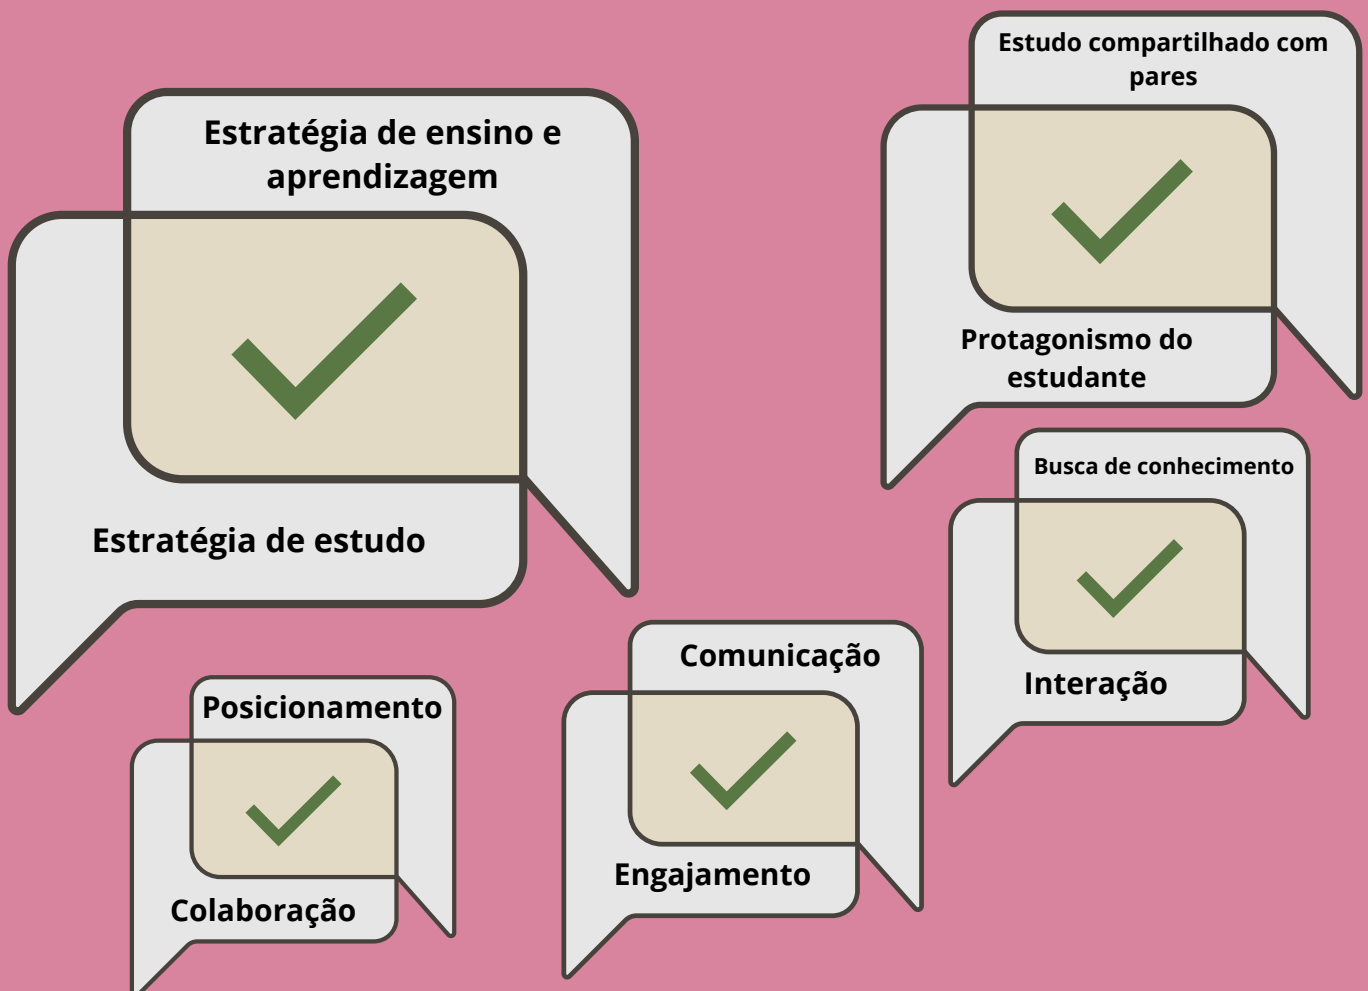 Estratégia de ensino e
aprendizagem
Estratégia de estudo
Estudo compartilhado com
pares
Protagonismo do
estudante
Busca de conhecimento
Interação
Comunicação
Engajamento
Posicionamento
Colaboração